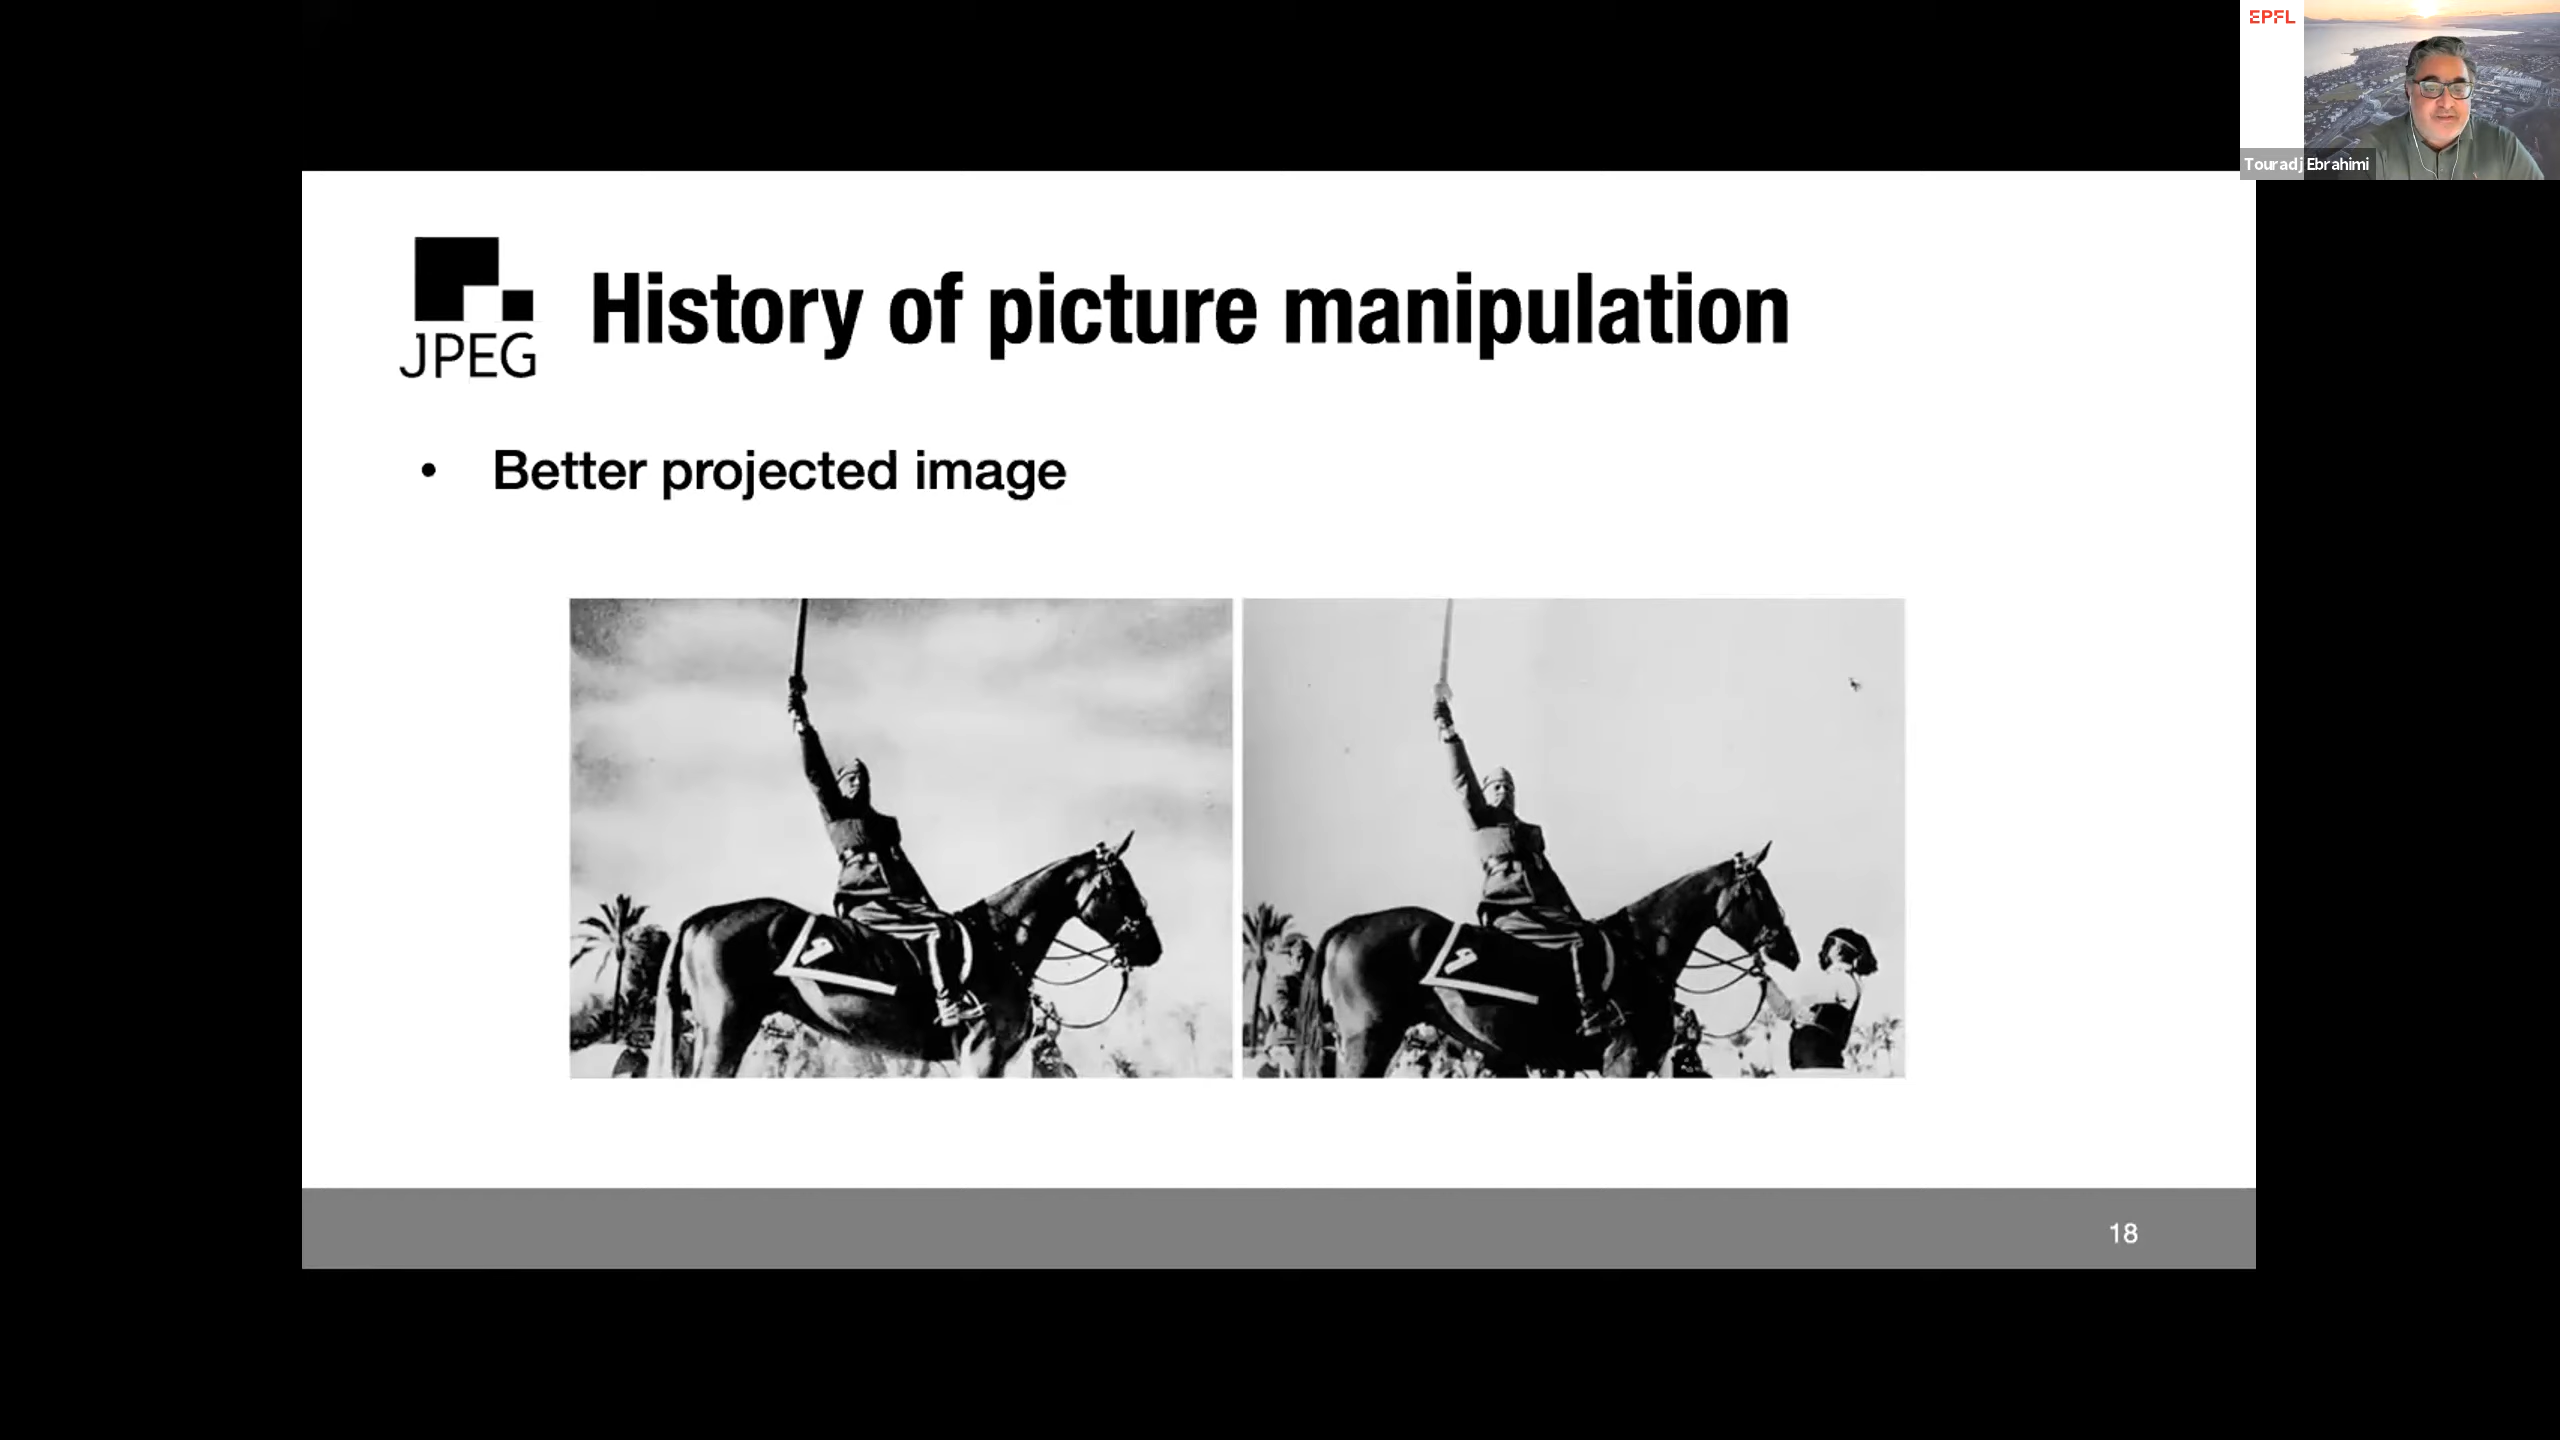 EPFL
Touradj Ebrahimi
JPEG
History of picture manipulation
• Better projected image
18